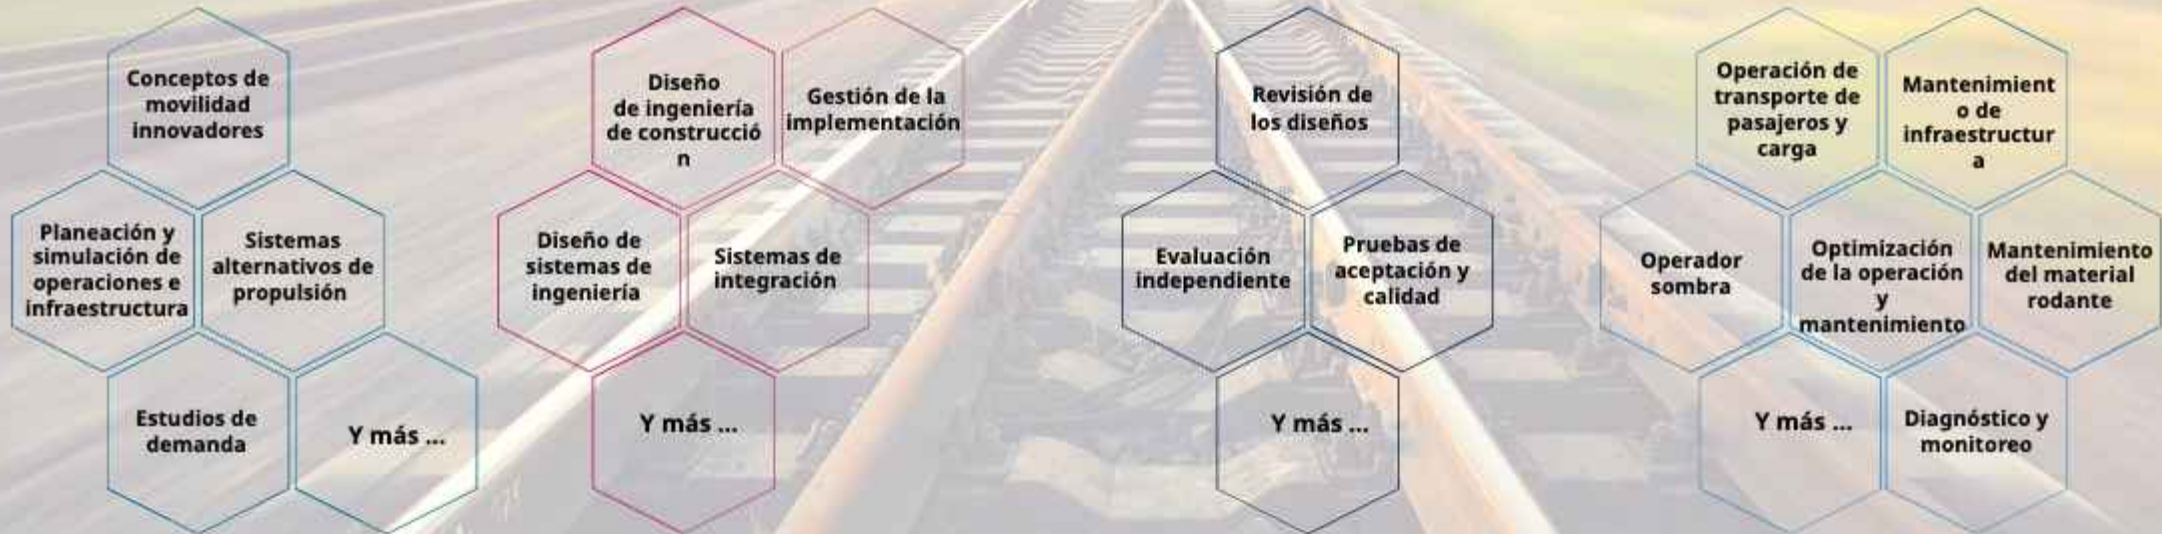 Conceptos de
movilidad
innovadores
Planeación y
simulación de
operaciones e
infraestructura
Sistemas
alternativos de
propulsión
Estudios de
demanda
Y más ...
Diseño
de ingeniería
de construcció
n
Gestión de la
implementación
Diseño de
sistemas de
ingeniería
Sistemas de
integración
Y más ...
Revisión de
los diseños
Evaluación
independiente
Pruebas de
aceptación y
calidad
Y más ...
Operación de
transporte de
pasajeros y
carga
Mantenimient
o de
infraestructur
a
Operador
sombra
Optimización
de la operación
y
mantenimiento
Mantenimiento
del material
rodante
Y más ...
Diagnóstico y
monitoreo